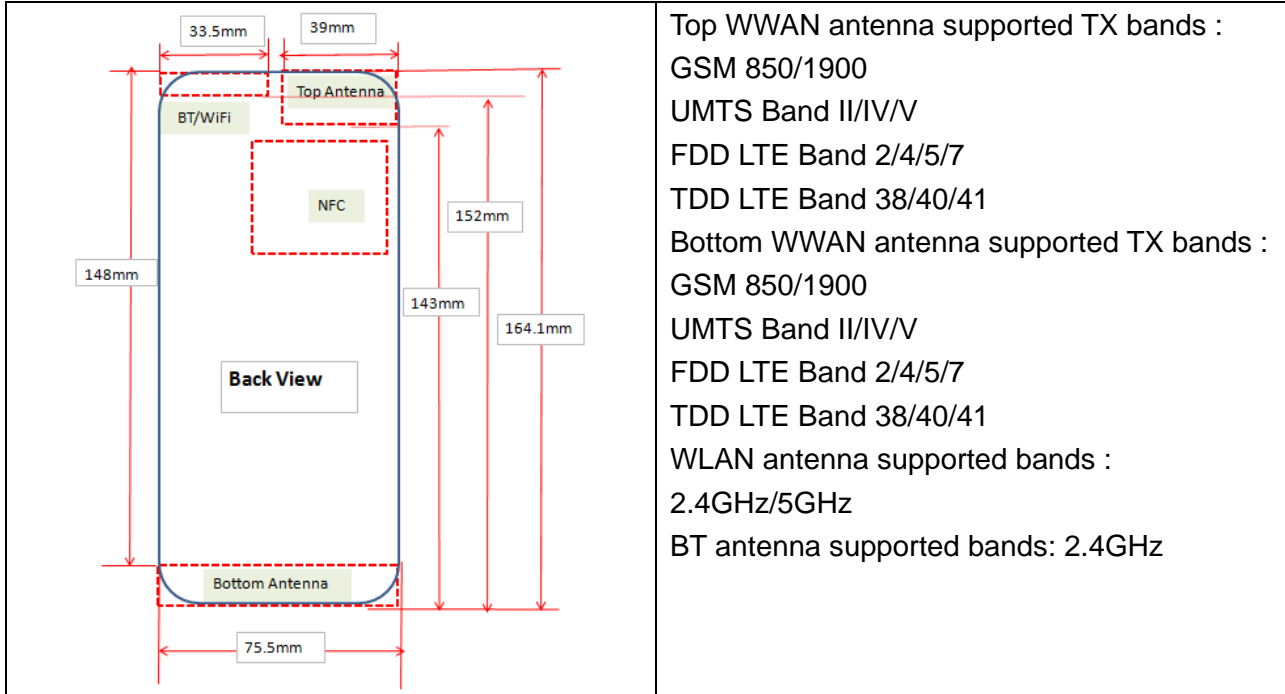 33.5mm
39mm
Top Antenna
BT/WiFi
NFC
152mm
148mm
143mm
164.1mm
Back View
Bottom Antenna
75.5mm
Top WWAN antenna supported TX bands :
GSM 850/1900
UMTS Band II/IV/V
FDD LTE Band 2/4/5/7
TDD LTE Band 38/40/41
Bottom WWAN antenna supported TX bands :
GSM 850/1900
UMTS Band II/IV/V
FDD LTE Band 2/4/5/7
TDD LTE Band 38/40/41
WLAN antenna supported bands :
2.4GHz/5GHz
BT antenna supported bands: 2.4GHz